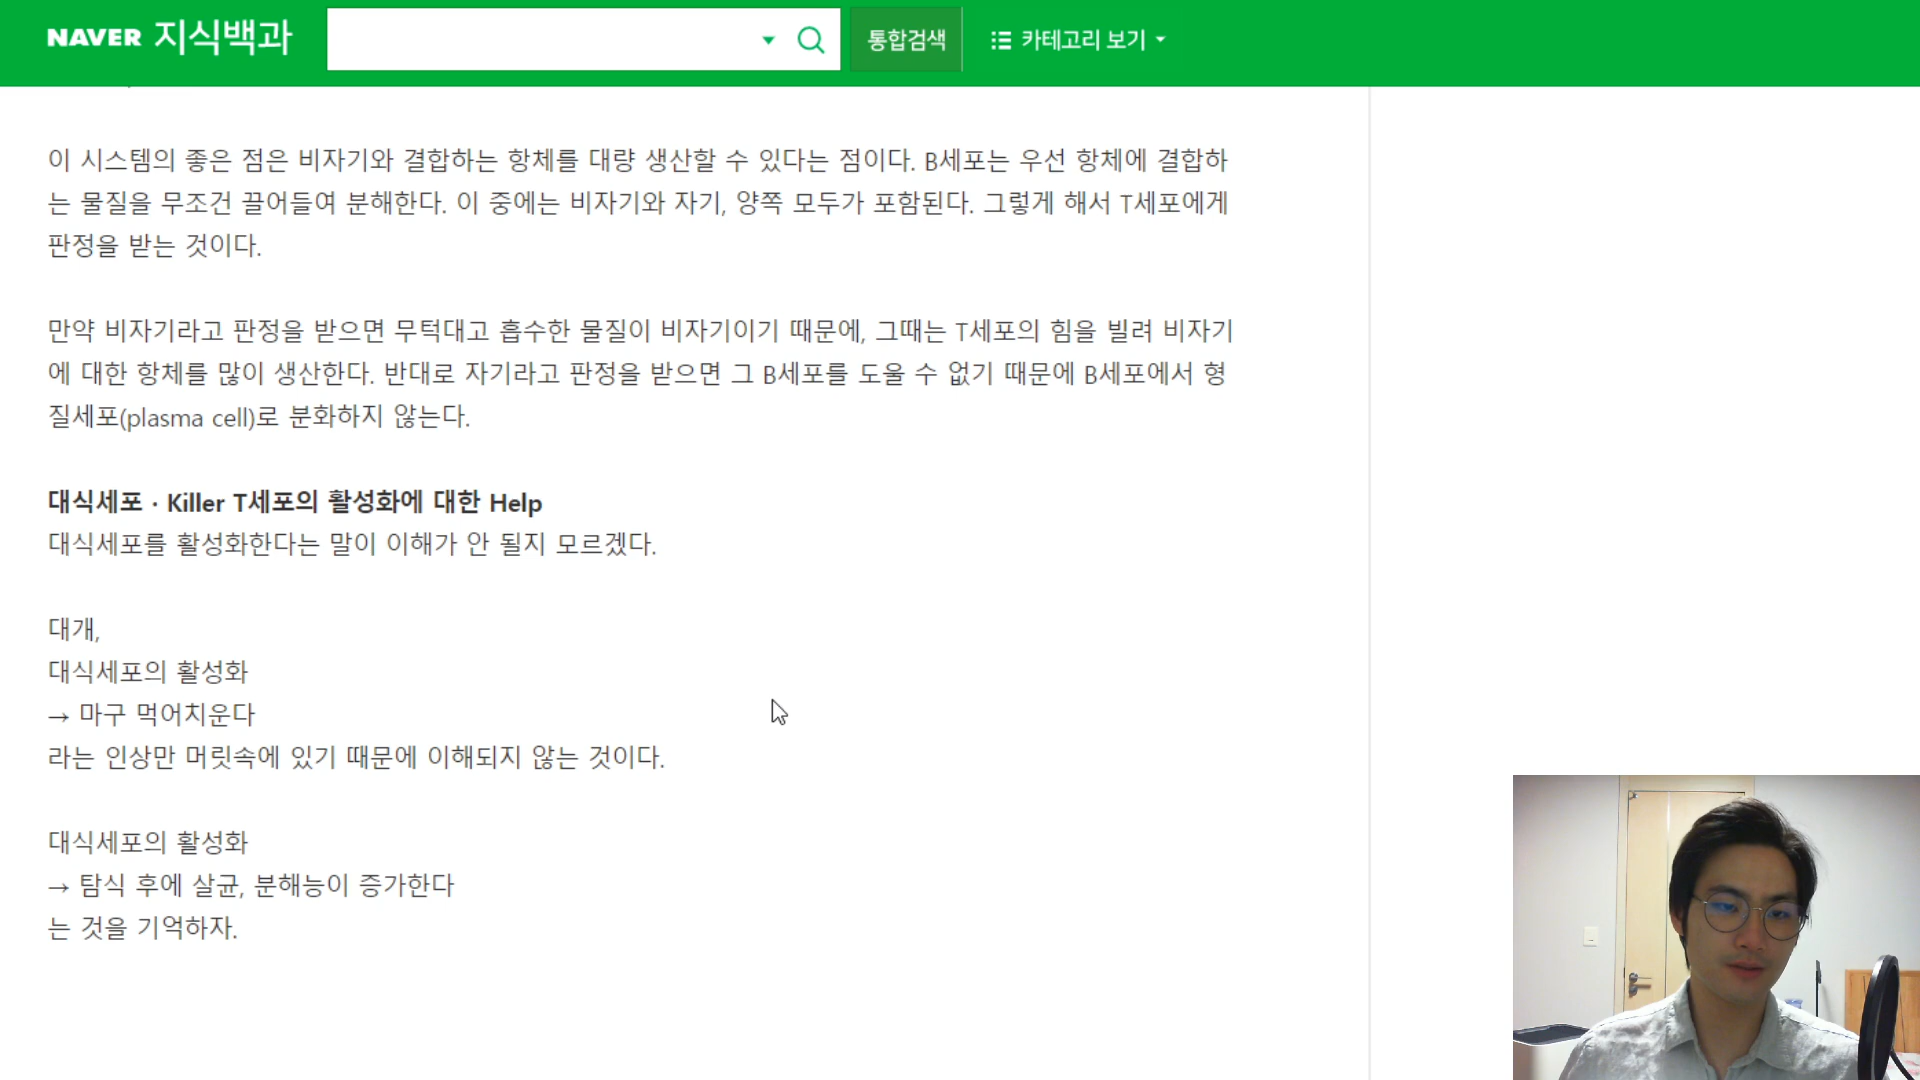 NAVER 지식백과
통합검색
카테고리 보기
이 시스템의 좋은 점은 비자기와 결합하는 항체를 대량 생산할 수 있다는 점이다. B세포는 우선 항체에 결합하
는 물질을 무조건 끌어들여 분해한다. 이 중에는 비자기와 자기, 양쪽 모두가 포함된다. 그렇게 해서 T세포에게
판정을 받는 것이다.
만약 비자기라고 판정을 받으면 무턱대고 흡수한 물질이 비자기이기 때문에, 그때는 T세포의 힘을 빌려 비자기
에 대한 항체를 많이 생산한다. 반대로 자기라고 판정을 받으면 그 B세포를 도울 수 없기 때문에 B세포에서 형
질세포(plasma cell)로 분화하지 않는다.
대식세포 · Killer T세포의 활성화에 대한 Help
대식세포를 활성화한다는 말이 이해가 안 될지 모르겠다.
대개,
대식세포의 활성화
→ 마구 먹어치운다
라는 인상만 머릿속에 있기 때문에 이해되지 않는 것이다.
대식세포의 활성화
→ 탐식 후에 살균, 분해능이 증가한다
는 것을 기억하자.